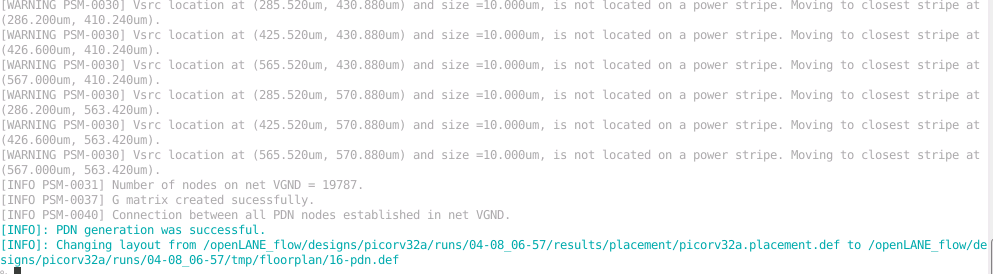 [WARNING PSM-0030] Vsrc location at (285.520um, 430.880um) and size =10.000um, is not located on a power stripe. Moving to closest stripe at
(286.200um, 410.240um).
[WARNING PSM-0030] Vsrc location at (425.520um, 430.880um) and size =10.000um, is not located on a power stripe. Moving to closest stripe at
(426.600um, 410.240um).
[WARNING PSM-0030] Vsrc location at (565.520um, 430.880um) and size =10.000um, is not located on a power stripe. Moving to closest stripe at
(567.000um, 410.240um).
[WARNING PSM-0030] Vsrc location at (285.520um, 570.880um) and size =10.000um, is not located on a power stripe. Moving to closest stripe at
(286.200um, 563.420um).
[WARNING PSM-0030] Vsrc location at (425.520um, 570.880um) and size =10.000um, is not located on a power stripe. Moving to closest stripe at
(426.600um, 563.420um).
[WARNING PSM-0030] Vsrc location at (565.520um, 570.880um) and size =10.000um, is not located on a power stripe. Moving to closest stripe at
(567.000um, 563.420um).
[INFO PSM-0031] Number of nodes on net VGND = 19787.
[INFO PSM-0037] G matrix created sucessfully.
[INFO PSM-0040] Connection between all PDN nodes established in net VGND.
[INFO]: PDN generation was successful.
[INFO]: Changing layout from /openLANE_flow/designs/picorv32a/runs/04-08_06-57/results/placement/picorv32a.placement.def to /openLANE_flow/de
signs/picorv32a/runs/04-08_06-57/tmp/floorplan/16-pdn.def
%